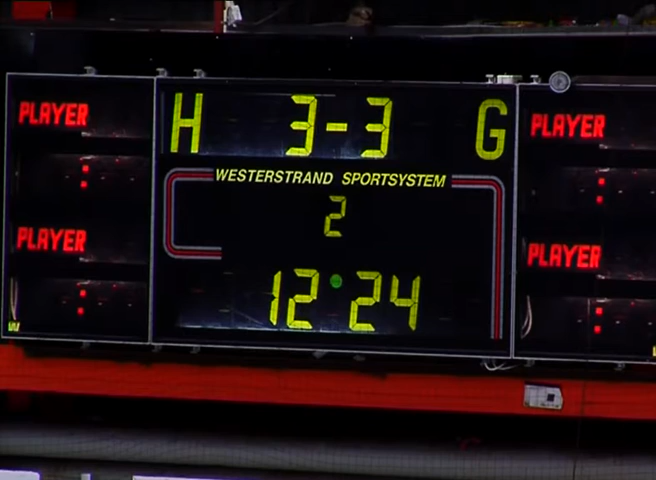 H 3-3 G
PLAYER PLAYER
WESTERSTRAND SPORTSYSTEM
2
PLAYER PLAYER
12:24